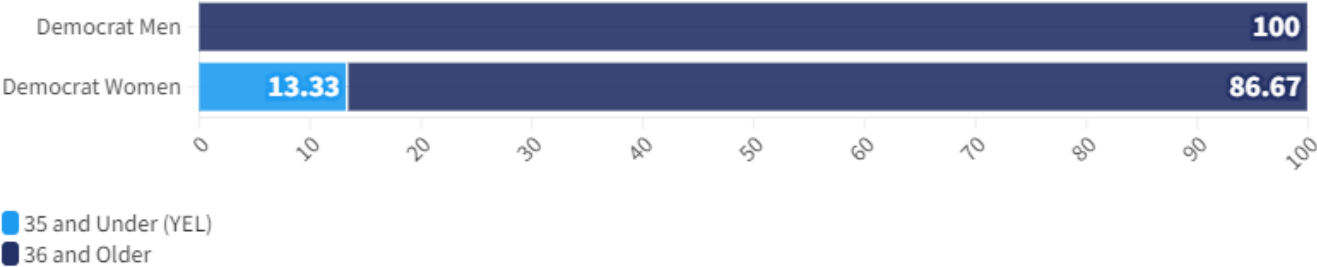 Democrat Men 100
Democrat Women 13.33 86.67
0 10 20 30 40 50 60 70 80 90 100
35 and Under (YEL)
36 and Older